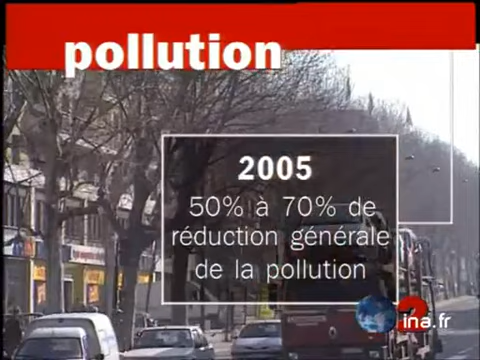 pollution
2005
50% à 70% de
réduction générale
de la pollution
ina.fr